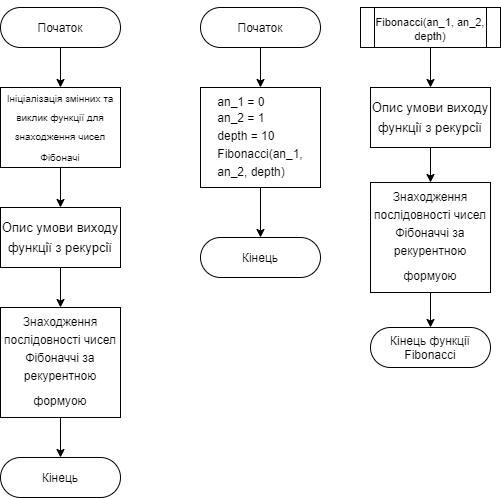 Початок
Ініціалізація змінних та
виклик функції для
знаходження чисел
Фібоначі
Опис умови виходу
функції з рекурсії
Знаходження
послідовності чисел
Фібоначчі за
рекурентною
формуою
Кінець
Початок
an_1 = 0
an_2 = 1
depth = 10
Fibonacci(an_1,
an_2, depth)
Кінець
Fibonacci(an_1, an_2,
depth)
Опис умови виходу
функції з рекурсії
Знаходження
послідовності чисел
Фібоначчі за
рекурентною
формуою
Кінець функції
Fibonacci